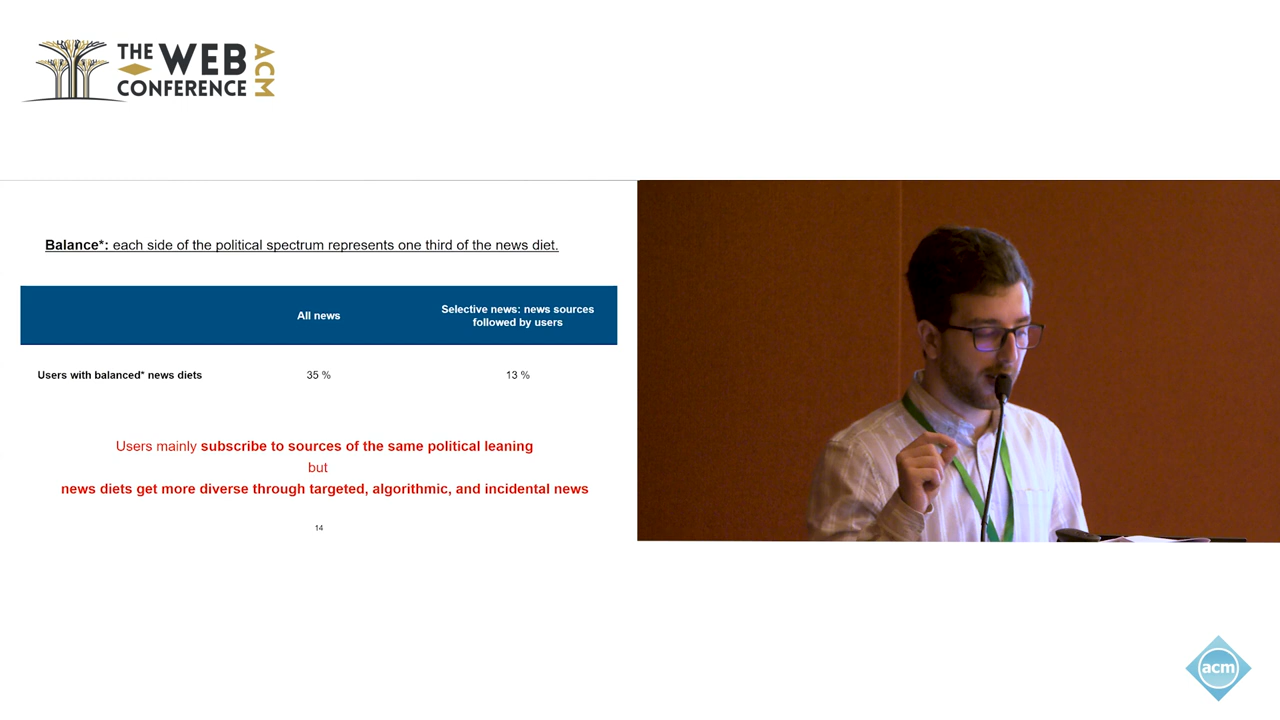 THE WEB
CONFERENCE
ACM
Balance*: each side of the political spectrum represents one third of the news diet.
All news
Selective news: news sources
followed by users
Users with balanced* news diets
35 %
13 %
Users mainly subscribe to sources of the same political leaning
but
news diets get more diverse through targeted, algorithmic, and incidental news
14
acm